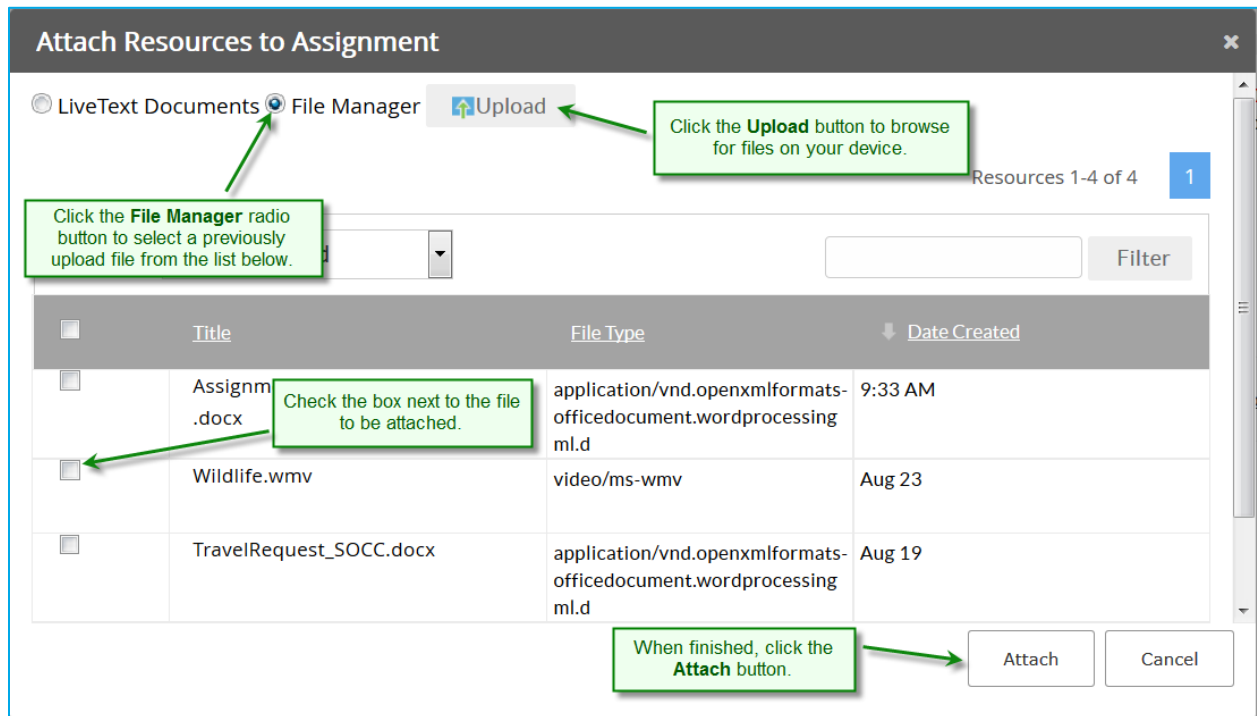 Attach Resources to Assignment
LiveText Documents File Manager Upload
Click the Upload button to browse
for files on your device.
Resources 1-4 of 4 1
Click the File Manager radio
button to select a previously
upload file from the list below.
Filter
Title File Type Date Created
application/vnd.openxmlformats- 9:33 AM
.docx officedocument.wordprocessing
ml.d
Check the box next to the file
to be attached.
Wildlife.wmv video/ms-wmv Aug 23
TravelRequest_SOCC.docx application/vnd.openxmlformats- Aug 19
officedocument.wordprocessing
ml.d
When finished, click the
Attach button.
Attach Cancel